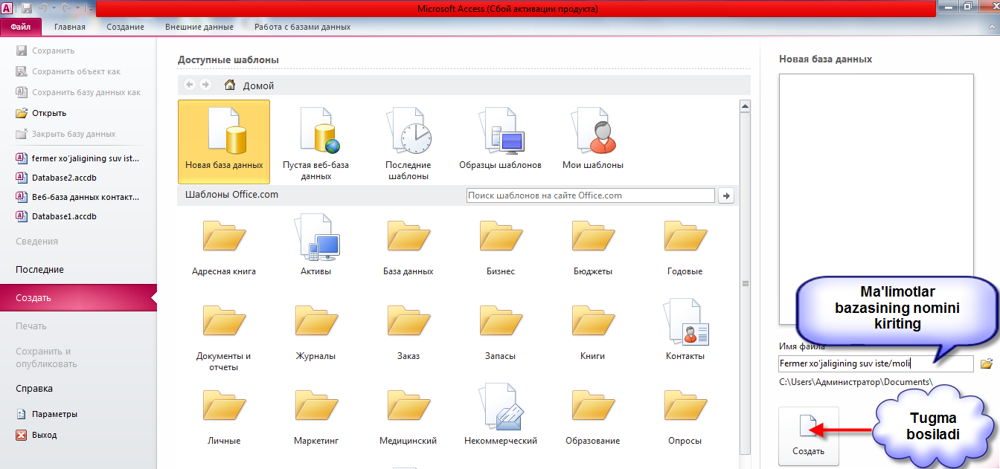 Microsoft Access (Сбой активации продукта)
Файл
Главная
Создание
Внешние данные
Работа с базами данных
Сохранить
Сохранить объект как
Сохранить базу данных как
Открыть
Закрыть базу данных
fermer xo'jaligining suv ist...
Database2.accdb
Веб-база данных контакт...
Database1.accdb
Сведения
Последние
Создать
Печать
Сохранить и
опубликовать
Справка
Параметры
Выход
Доступные шаблоны
Домой
Новая база данных
Пустая веб-база
данных
Последние
шаблоны
Образцы шаблонов
Мои шаблоны
Шаблоны Office.com
Поиск шаблонов на сайте Office.com
Адресная книга
Активы
База данных
Бизнес
Бюджеты
Годовые
Документы и
отчеты
Журналы
Заказ
Запасы
Книги
Контакты
Личные
Маркетинг
Медицинский
Некоммерческий
Образование
Опросы
Новая база данных
Ma'limotlar
bazasining nomini
kiriting
Имя файла
Fermer xo'jaligining suv iste/moli
C:\Users\Администратор\Documents\
Tugma
bosiladi
Создать